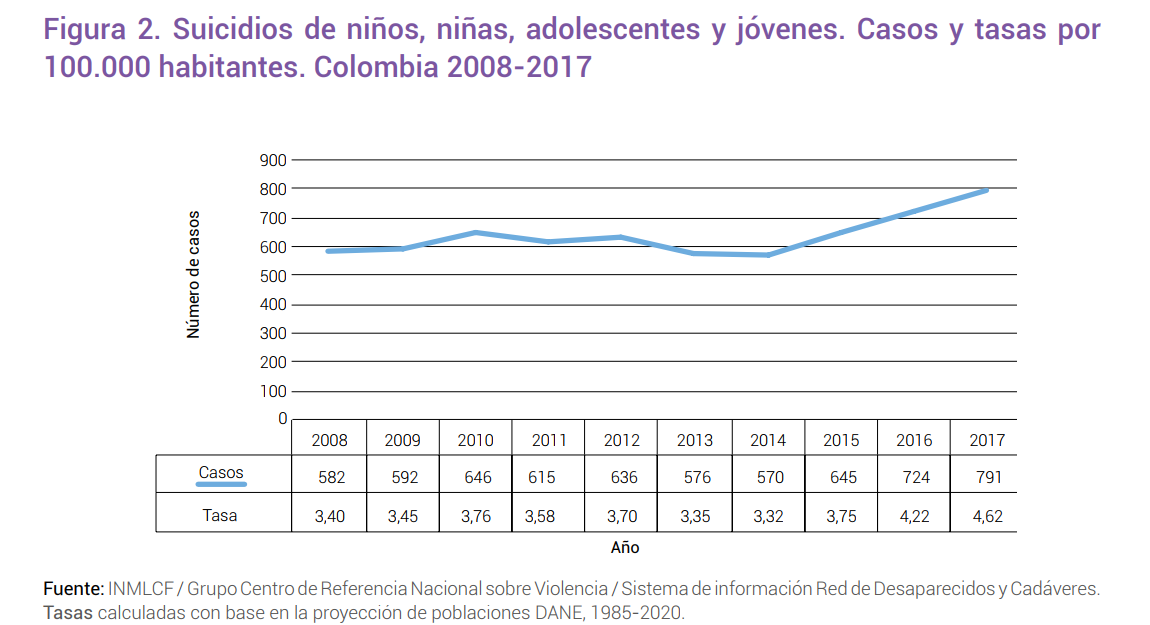 Figura 2. Suicidios de niños, niñas, adolescentes y jóvenes. Casos y tasas por
100.000 habitantes. Colombia 2008-2017
Número de casos
900
800
700
600
500
400
300
200
100
0
2008 2009 2010 2011 2012 2013 2014 2015 2016 2017
Casos 582 592 646 615 636 576 570 645 724 791
Tasa 3,40 3,45 3,76 3,58 3,70 3,35 3,32 3,75 4,22 4,62
Año
Fuente: INMLCF / Grupo Centro de Referencia Nacional sobre Violencia / Sistema de información Red de Desaparecidos y Cadáveres.
Tasas calculadas con base en la proyección de poblaciones DANE, 1985-2020.